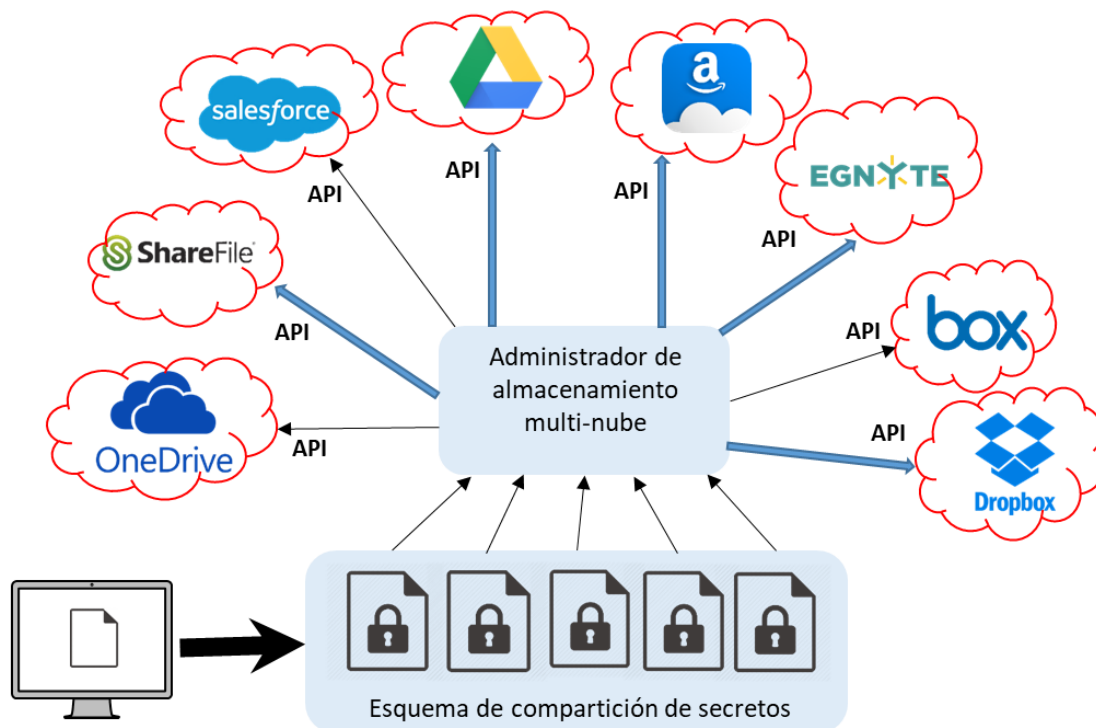 salesforce
API
API
a
API
EGNYTE
API
ShareFile
API
box
API
OneDrive
API
Administrador de
almacenamiento
multi-nube
API
Dropbox
Esquema de compartición de secretos